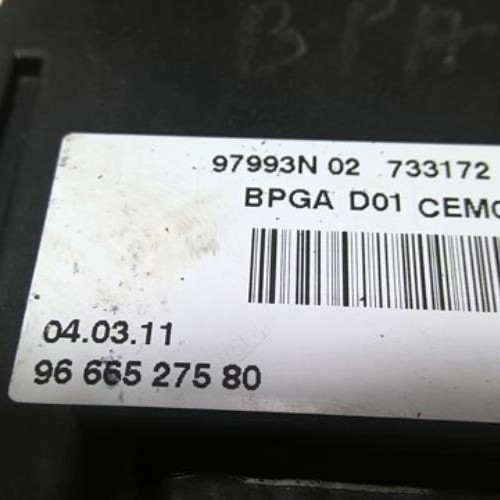 BPA
97993N 02 733172
BPGA D01 CEM
04.03.11
96 665 275 80